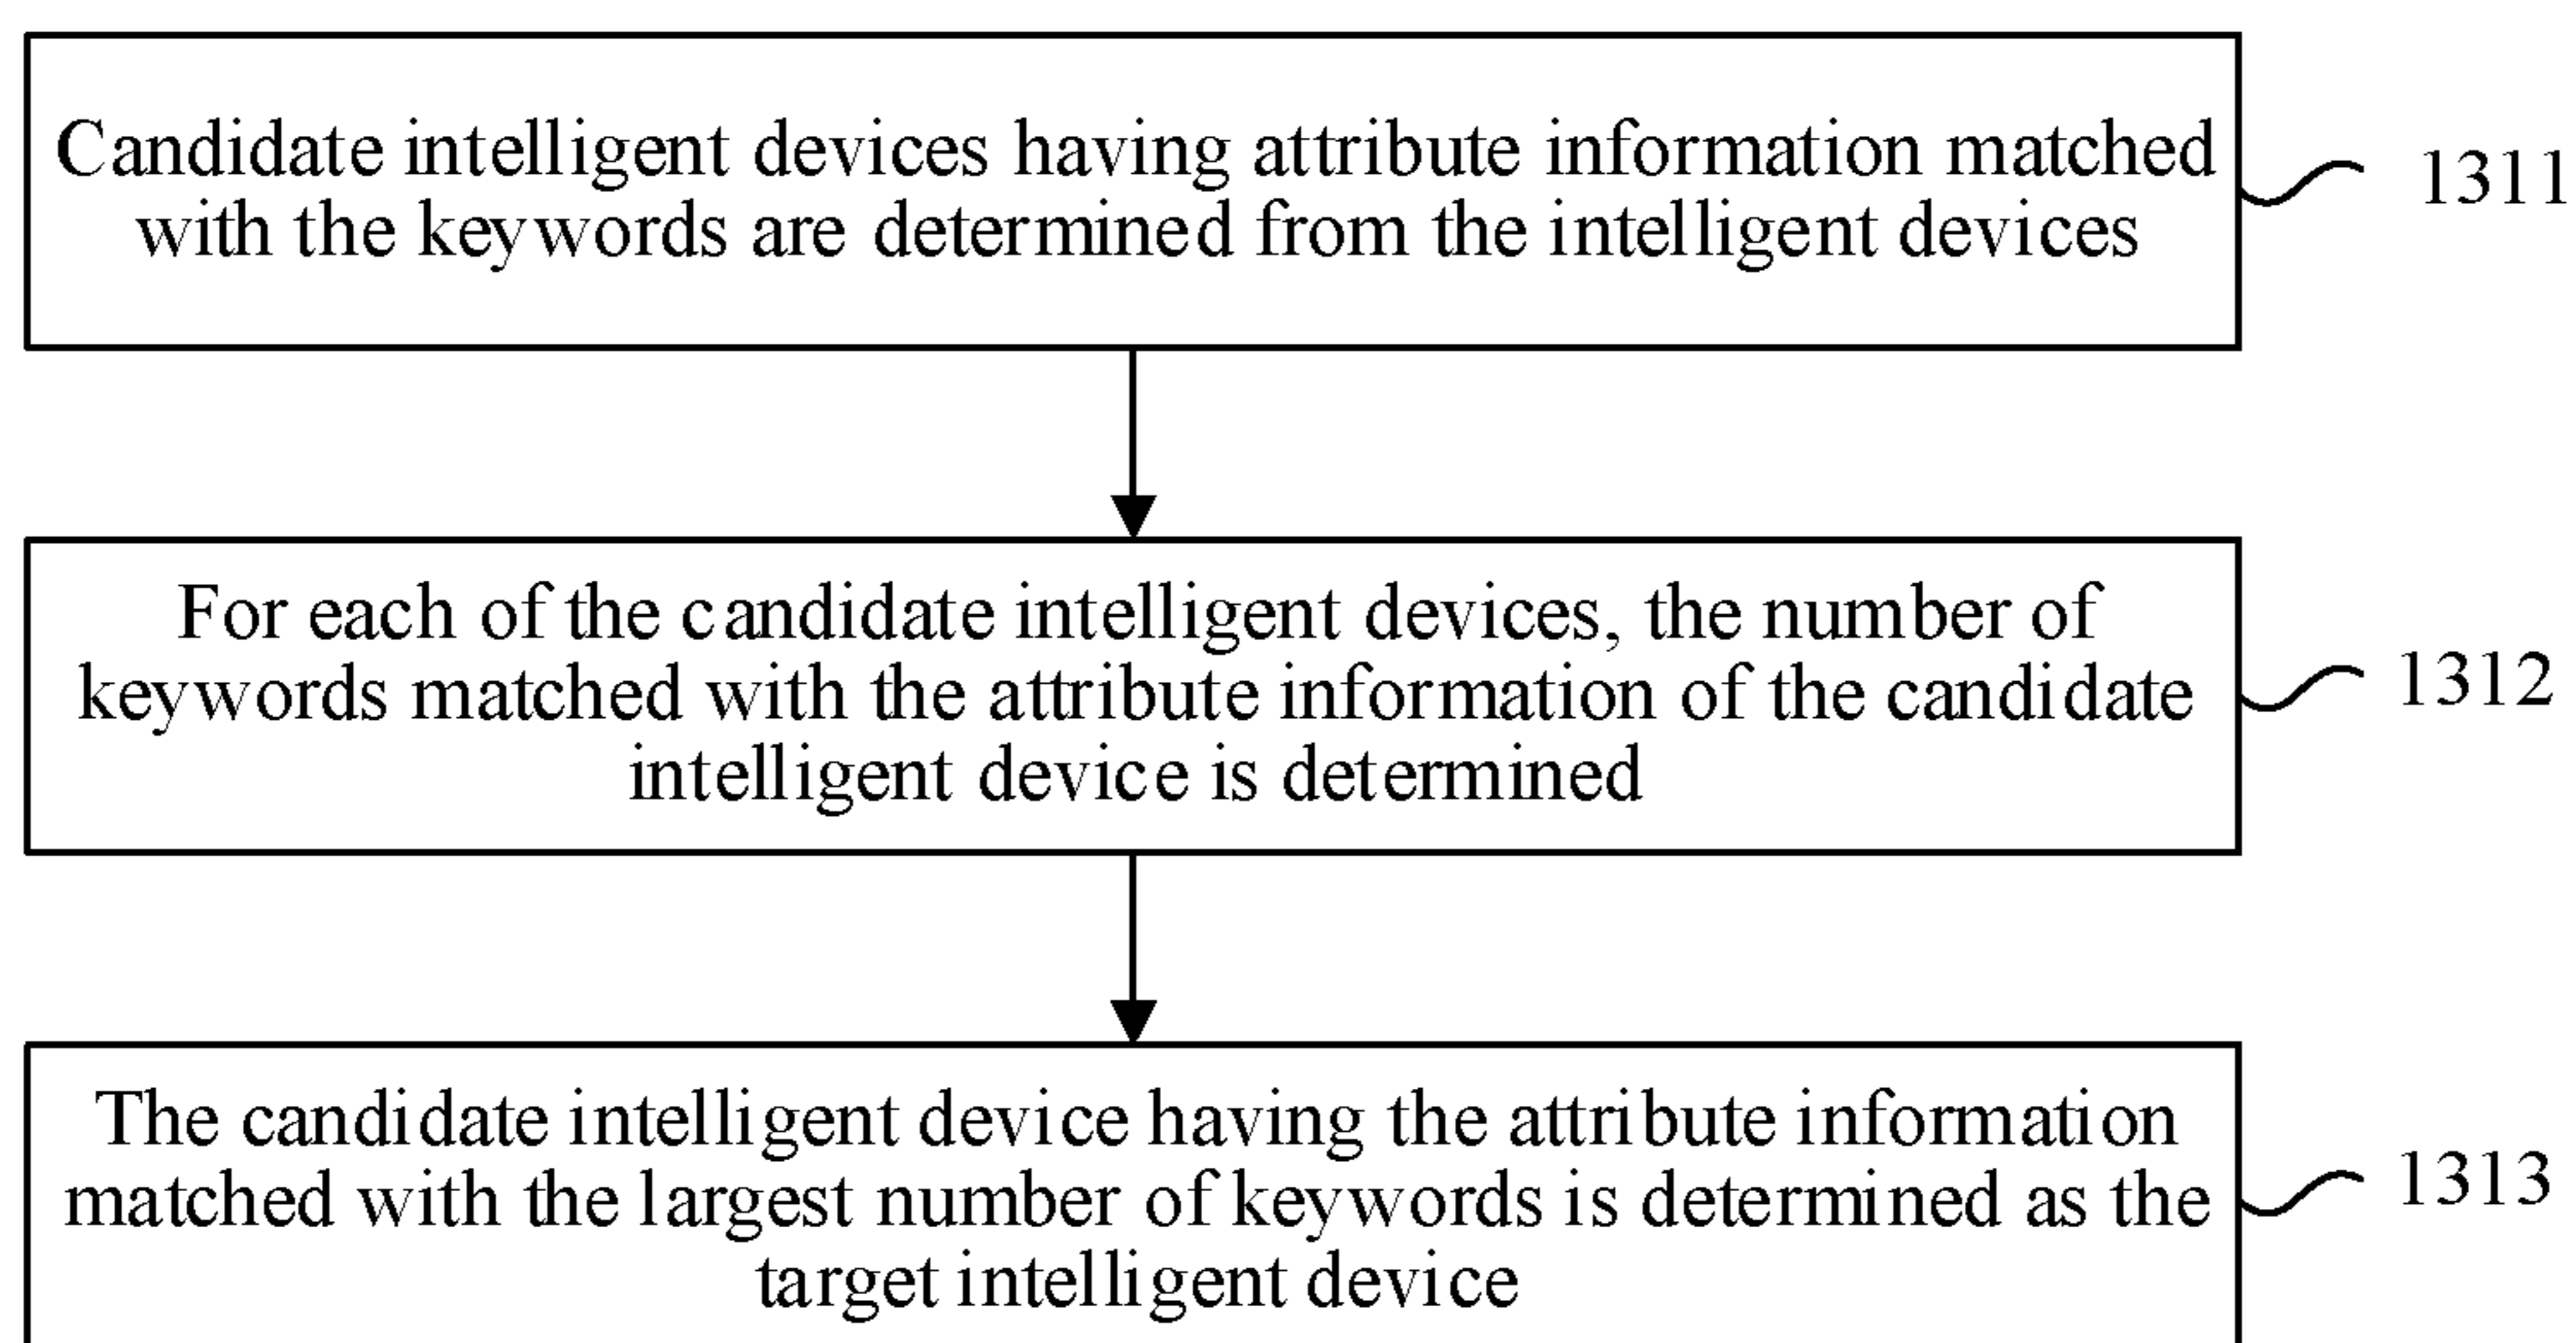 Candidate intelligent devices having attribute information matched
with the keywords are determined from the intelligent devices
1311
For each of the candidate intelligent devices, the number of
keywords matched with the attribute information of the candidate
intelligent device is determined
1312
The candidate intelligent device having the attribute information
matched with the largest number of keywords is determined as the
target intelligent device
1313